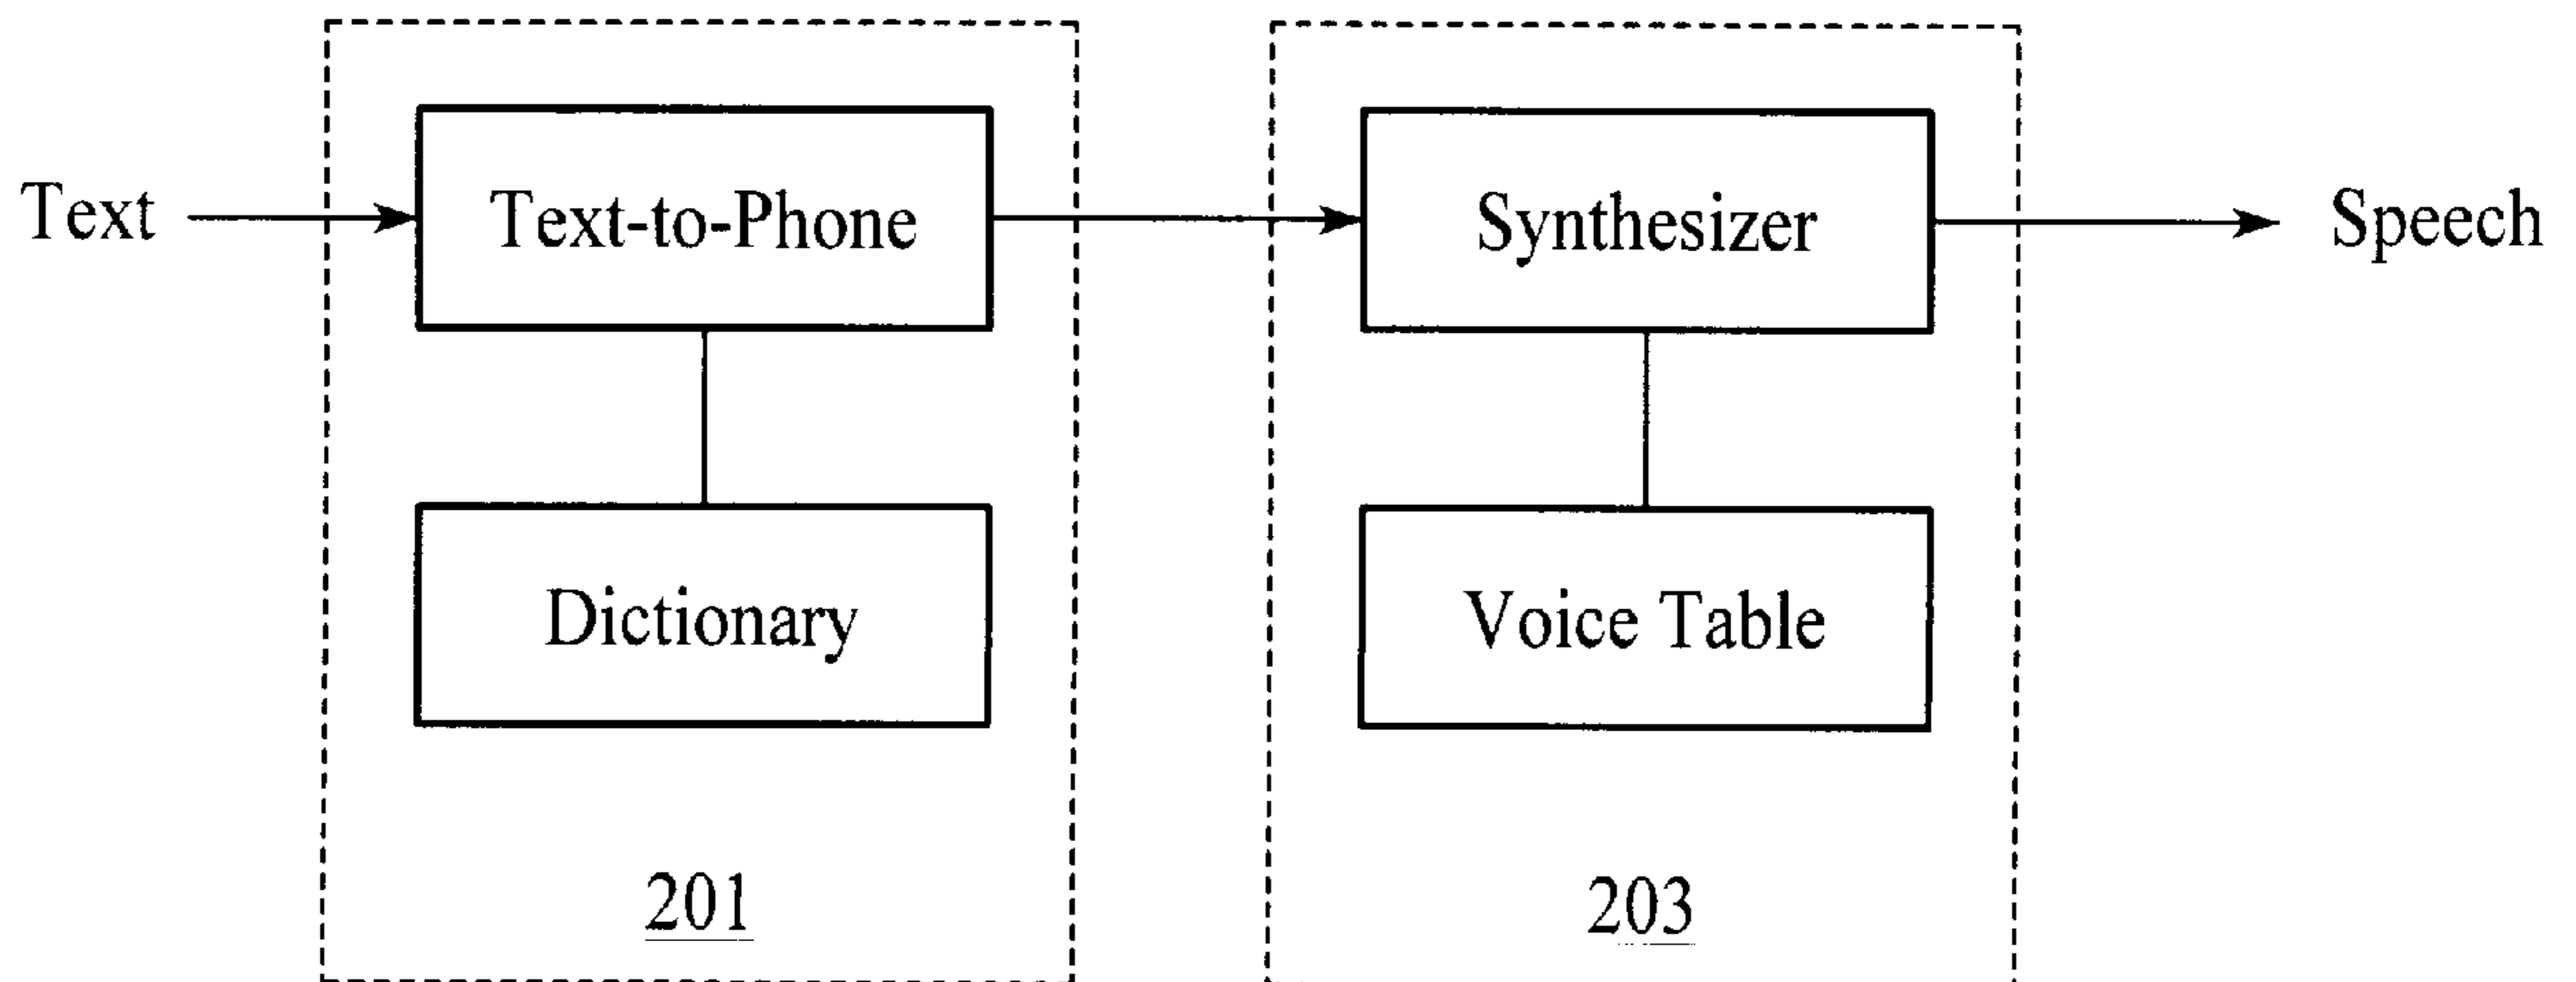 Text
Text-to-Phone
Synthesizer
Speech
Dictionary
Voice Table
201
203